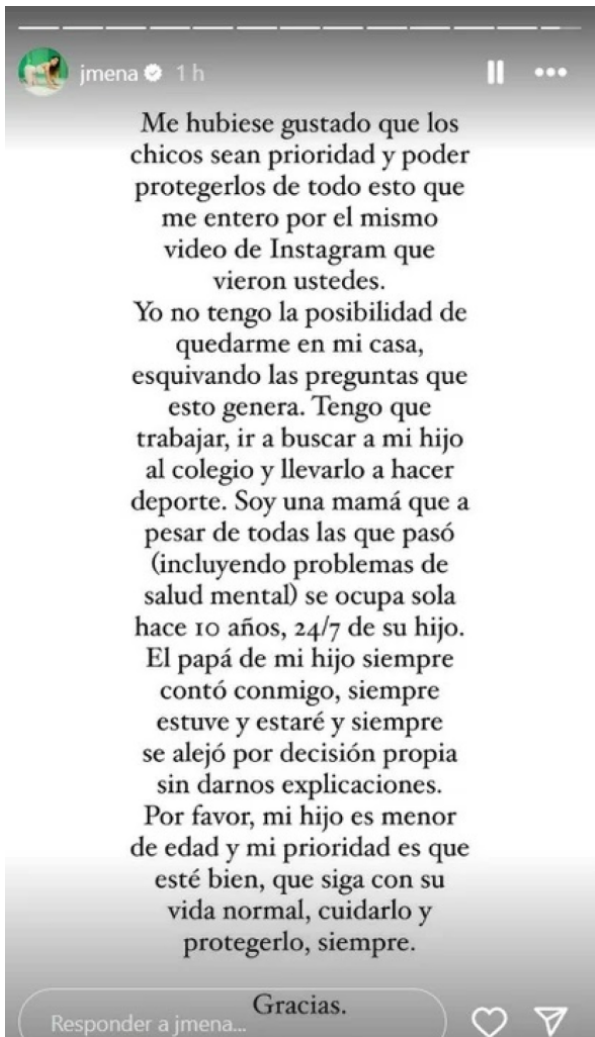 jmena 1 h
Me hubiese gustado que los
chicos sean prioridad y poder
protegerlos de todo esto que
me entero por el mismo
video de Instagram que
vieron ustedes.
Yo no tengo la posibilidad de
quedarme en mi casa,
esquivando las preguntas que
esto genera. Tengo que
trabajar, ir a buscar a mi hijo
al colegio y llevarlo a hacer
deporte. Soy una mamá que a
pesar de todas las que pasó
(incluyendo problemas de
salud mental) se ocupa sola
hace 10 años, 24/7 de su hijo.
El papá de mi hijo siempre
contó conmigo, siempre
estuve y estaré y siempre
se alejó por decisión propia
sin darnos explicaciones.
Por favor, mi hijo es menor
de edad y mi prioridad es que
esté bien, que siga con su
vida normal, cuidarlo y
protegerlo, siempre.
Gracias.
Responder a jmena...